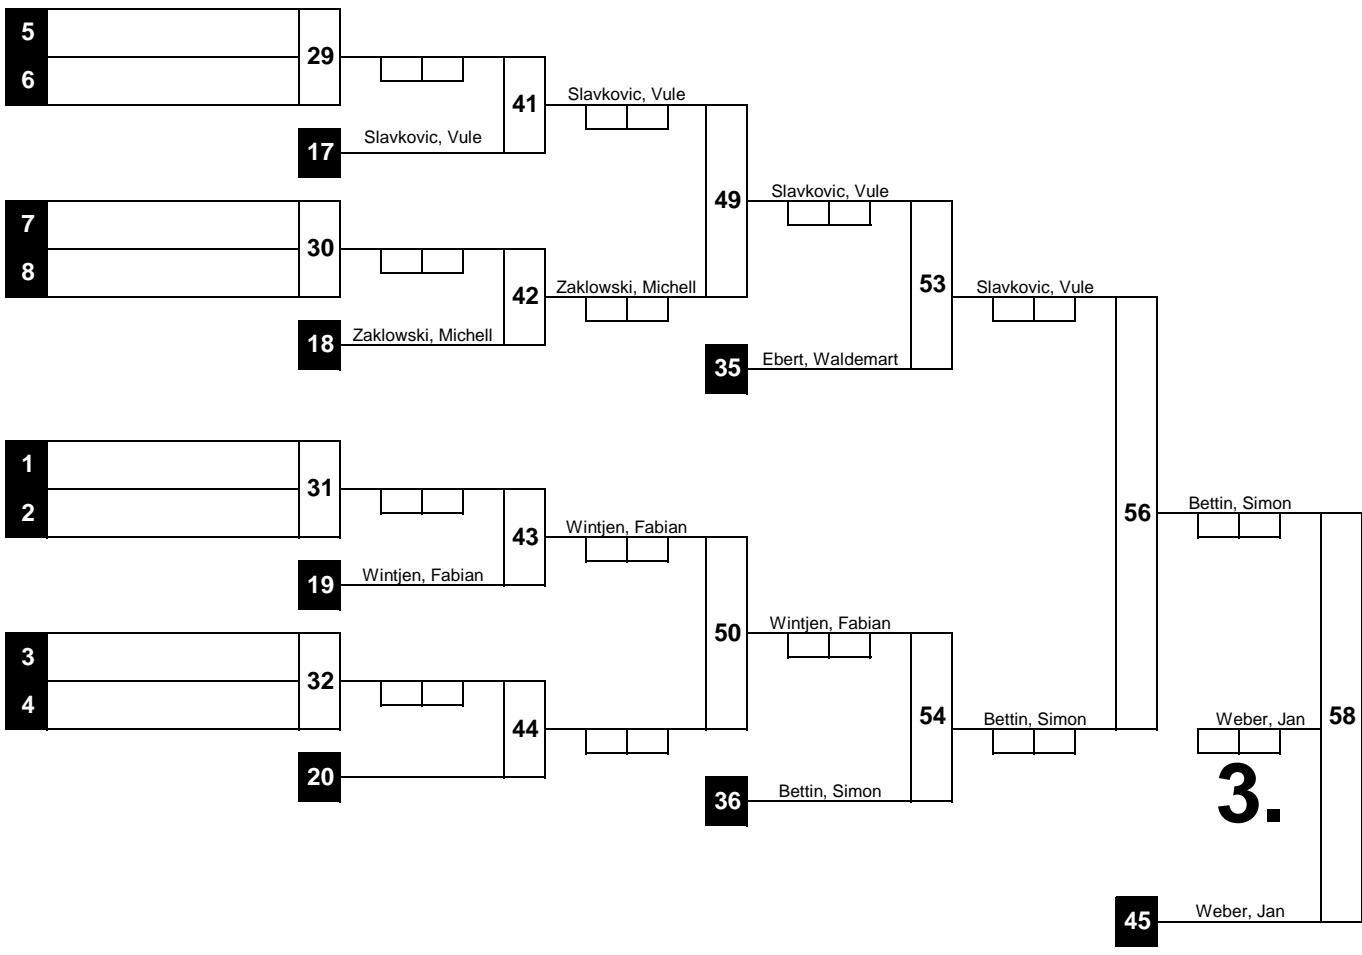 5
29
6
41
Slavkovic, Vule
17
Slavkovic, Vule
49
Slavkovic, Vule
7
30
8
42
Zaklowski, Michell
18
Zaklowski, Michell
53
Slavkovic, Vule
35
Ebert, Waldemart
1
31
2
43
Wintjen, Fabian
19
Wintjen, Fabian
56
Bettin, Simon
3
32
4
44
50
Wintjen, Fabian
20
54
Bettin, Simon
36
Bettin, Simon
Weber, Jan
58
3.
45
Weber, Jan